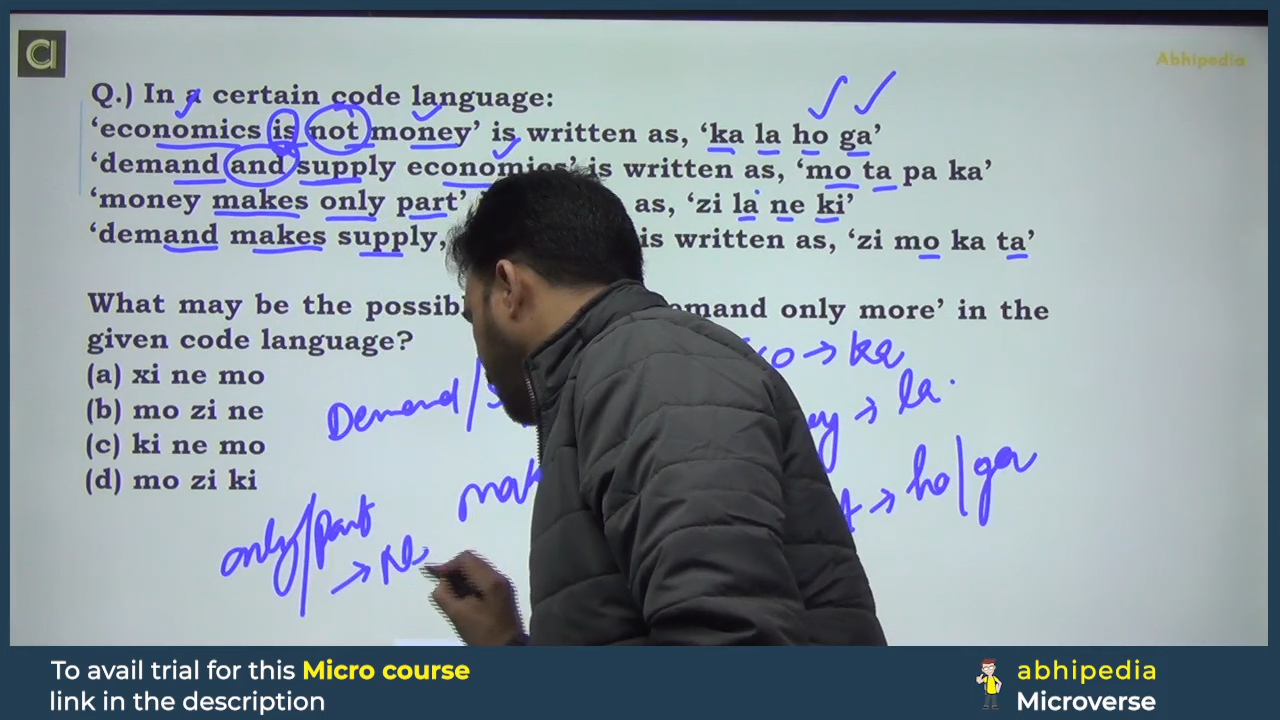 CI
Abhipedia
Q.) In a certain code language:
‘economics is not money’ is written as, ‘ka la ho ga’
‘demand and supply economics’ is written as, ‘mo ta pa ka’
‘money makes only part’ as, ‘zi la ne ki’
‘demand makes supply, is written as, ‘zi mo ka ta’
What may be the more’ in the
given code language?
(a) xi ne mo
(b) mo zi ne
(c) ki ne mo
(d) mo zi ki
Demand/
→ ka
→ la
→ ho/ga
only/part
→ ne
To avail trial for this Micro course
link in the description
abhipedia
Microverse